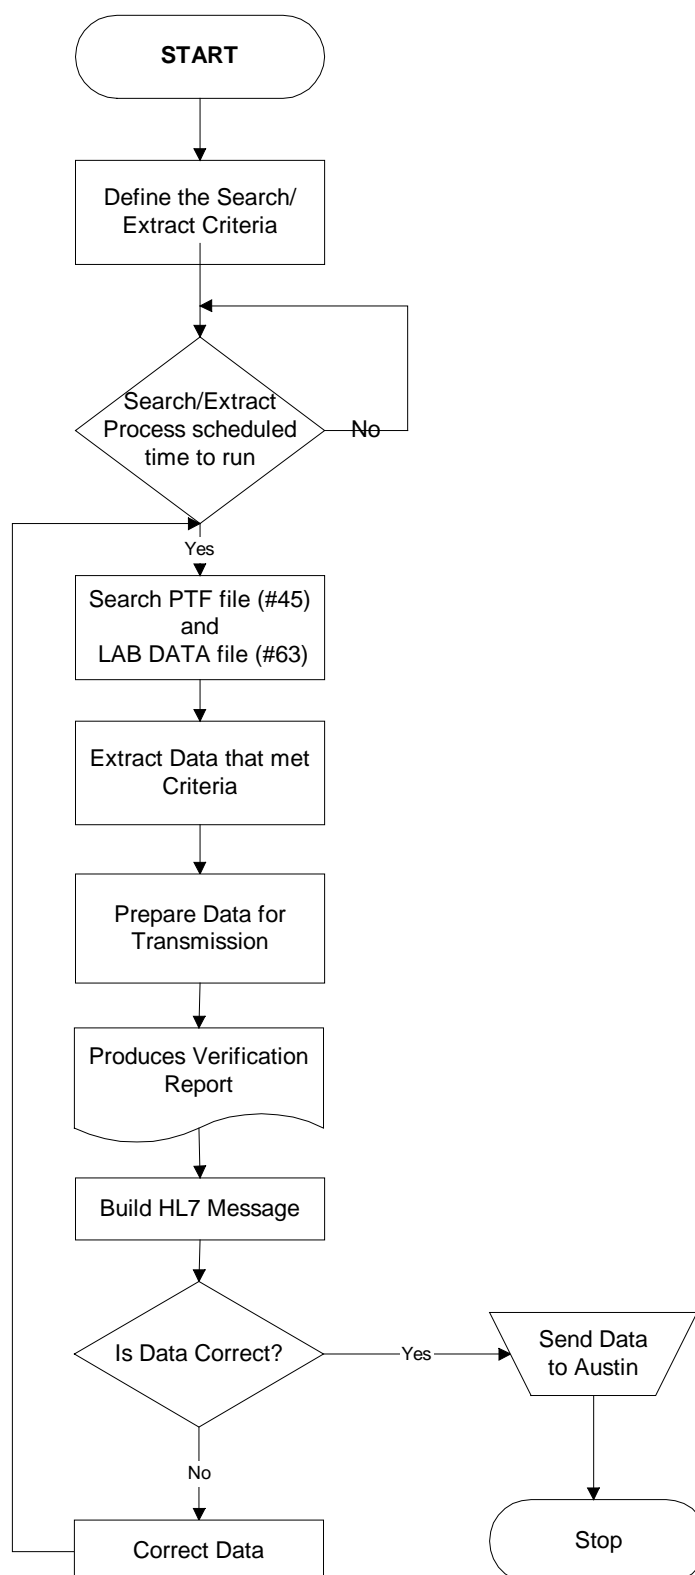 START
Define the Search/
Extract Criteria
Search/Extract
Process scheduled
time to run
No
Yes
Search PTF file (#45)
and
LAB DATA file (#63)
Extract Data that met
Criteria
Prepare Data for
Transmission
Produces Verification
Report
Build HL7 Message
Is Data Correct?
Yes
Send Data
to Austin
No
Correct Data
Stop